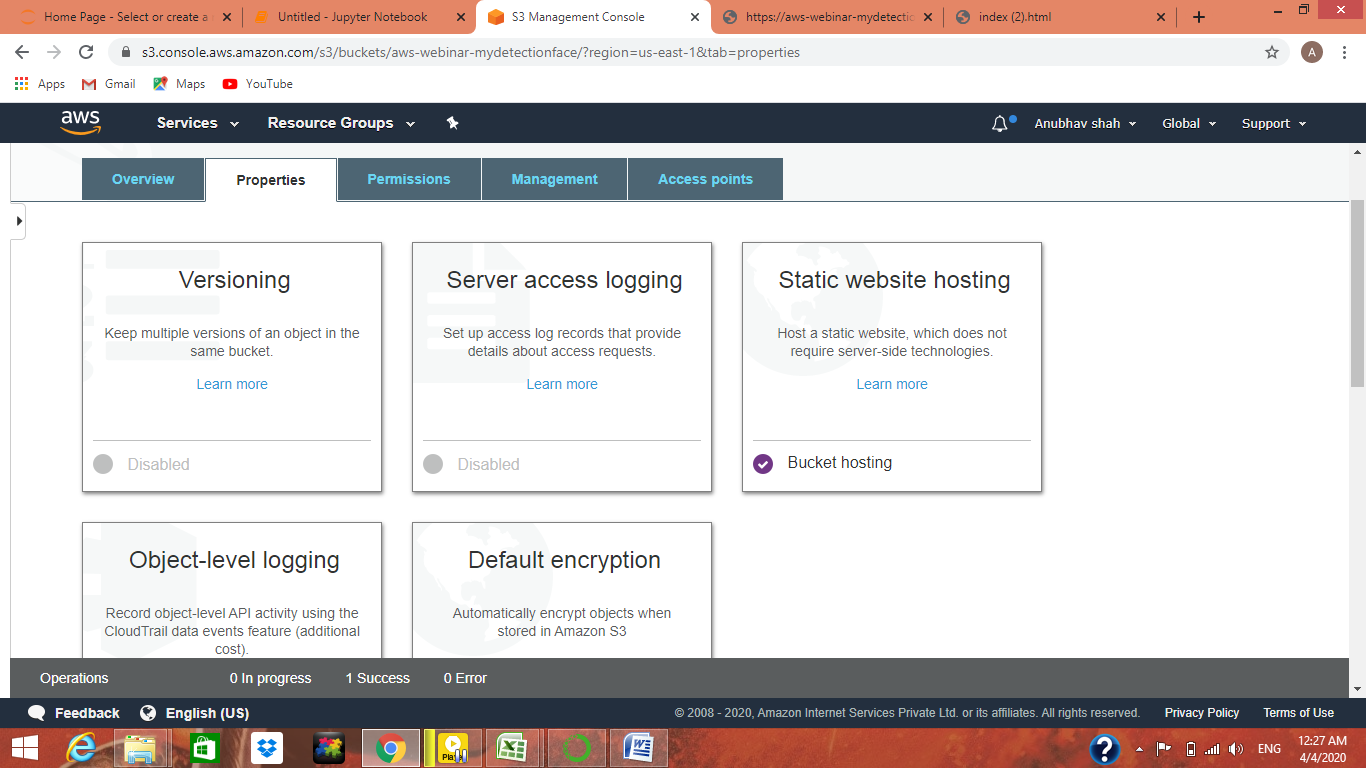 Home Page - Select or create a
Untitled - Jupyter Notebook
S3 Management Console
https://aws-webinar-mydetectic
index (2).html
s3.console.aws.amazon.com/s3/buckets/aws-webinar-mydetectionface/?region=us-east-1&tab=properties
A
Apps
Gmail
Maps
YouTube
aws
Services
Resource Groups
Anubhav shah
Global
Support
Overview
Properties
Permissions
Management
Access points
Versioning
Keep multiple versions of an object in the
same bucket.
Learn more
Disabled
Server access logging
Set up access log records that provide
details about access requests.
Learn more
Disabled
Static website hosting
Host a static website, which does not
require server-side technologies.
Learn more
Bucket hosting
Object-level logging
Record object-level API activity using the
CloudTrail data events feature (additional
cost).
Default encryption
Automatically encrypt objects when
stored in Amazon S3
Operations
0 In progress
1 Success
0 Error
Feedback
English (US)
© 2008 - 2020, Amazon Internet Services Private Ltd. or its affiliates. All rights reserved.
Privacy Policy
Terms of Use
ENG
12:27 AM
4/4/2020